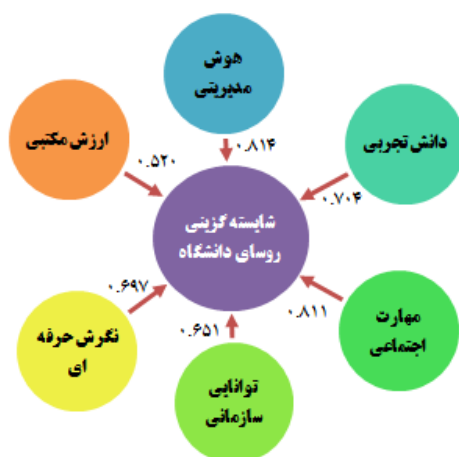 هوش
مدیریتی
۰.۸۱۴
دانش تجربی
۰.۷۰۴
ارزش مکتبی
۰.۵۲۰
شایسته گزینی
روسای دانشگاه
مهارت
اجتماعی
۰.۸۱۱
نگرش حرفه
ای
۰.۶۹۷
توانایی
سازمانی
۰.۶۵۱